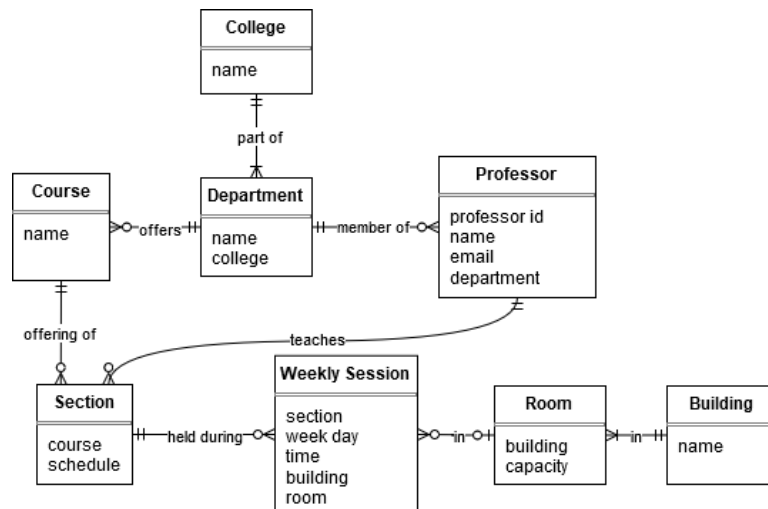 College
name
part of
Course
name
offers
Department
name
college
member of
Professor
professor id
name
email
department
offering of
teaches
Section
course
schedule
held during
Weekly Session
section
week day
time
building
room
in
Room
building
capacity
in
Building
name